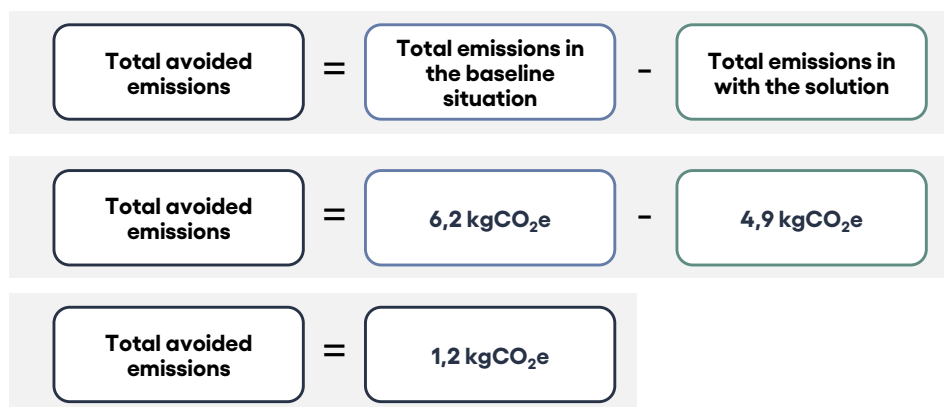 Total avoided
emissions
=
Total emissions in
the baseline
situation
-
Total emissions in
with the solution
Total avoided
emissions
=
6,2 kgCO₂e
-
4,9 kgCO₂e
Total avoided
emissions
=
1,2 kgCO₂e